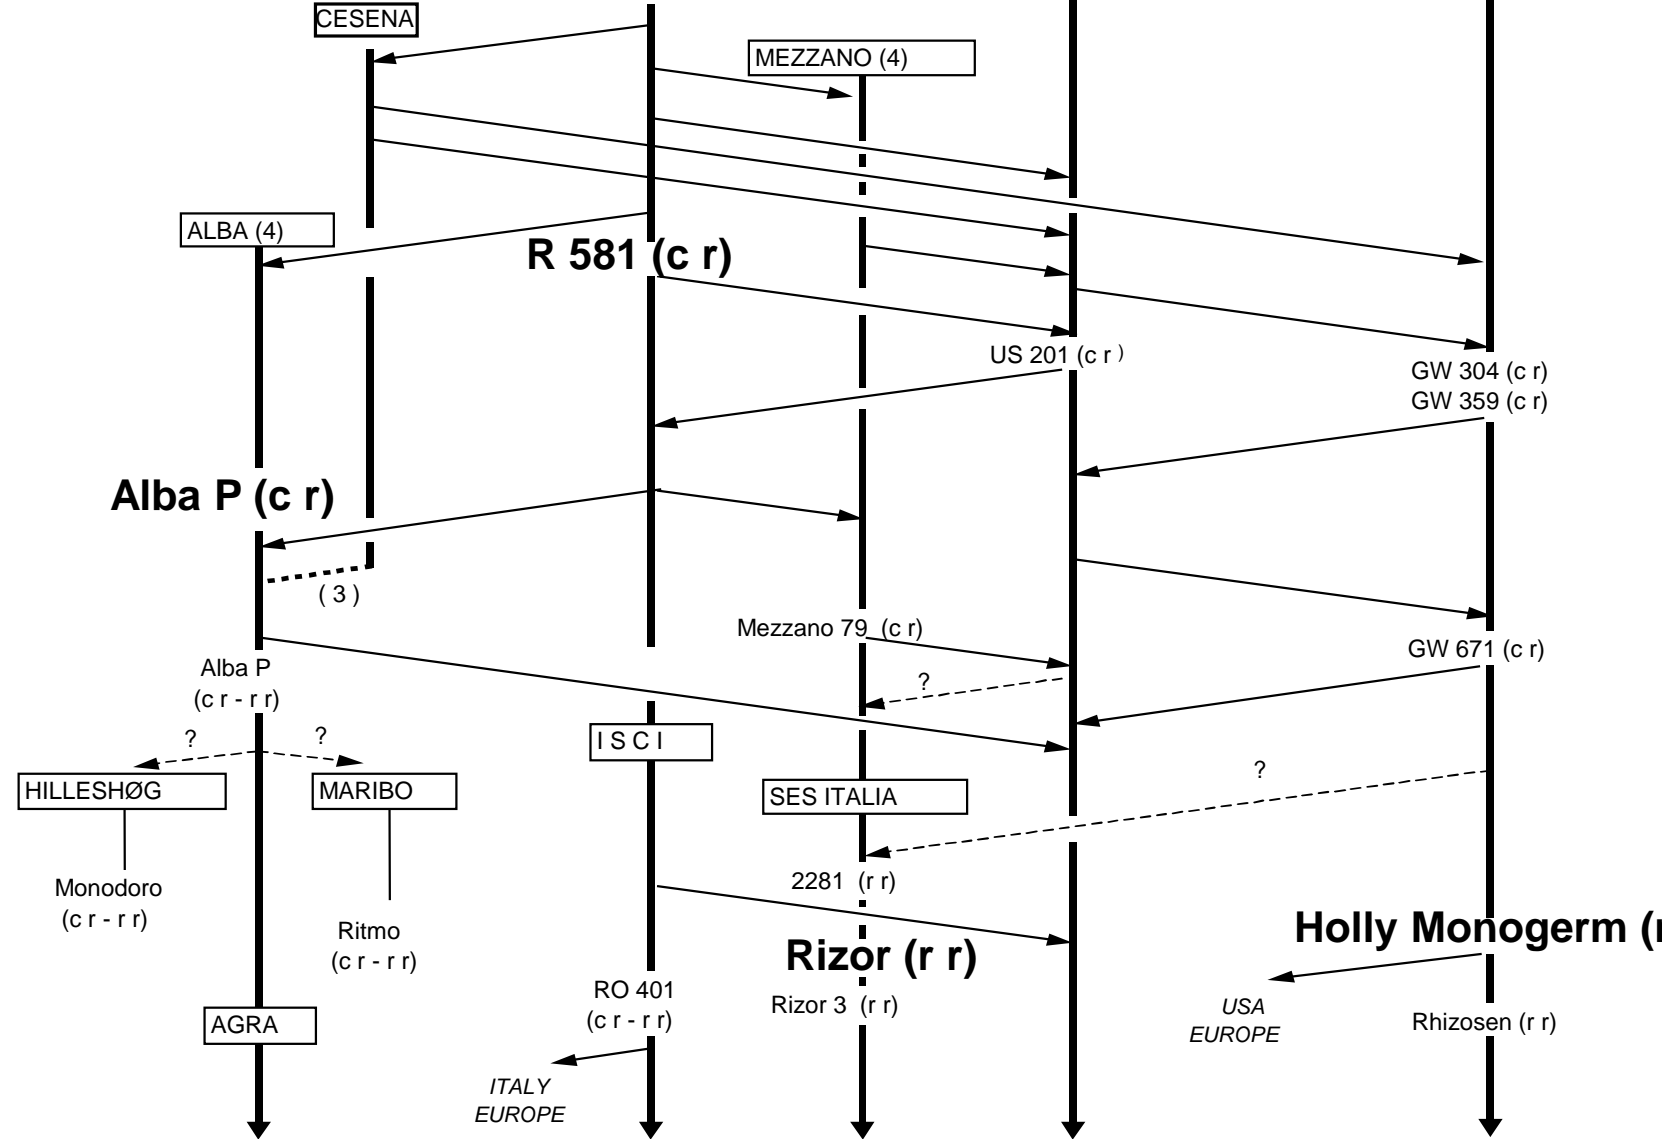 CESENA
MEZZANO (4)
ALBA (4)
R 581 (c r)
US 201 (c r)
GW 304 (c r)
GW 359 (c r)
Alba P (c r)
( 3 )
Mezzano 79 (c r)
GW 671 (c r)
Alba P
(c r - r r)
?
?
?
I S C I
?
HILLESHØG
MARIBO
SES ITALIA
2281 (r r)
Monodoro
(c r - r r)
Ritmo
(c r - r r)
Holly Monogerm (r
Rizor (r r)
RO 401
(c r - r r)
Rizor 3 (r r)
USA
EUROPE
Rhizosen (r r)
AGRA
ITALY
EUROPE